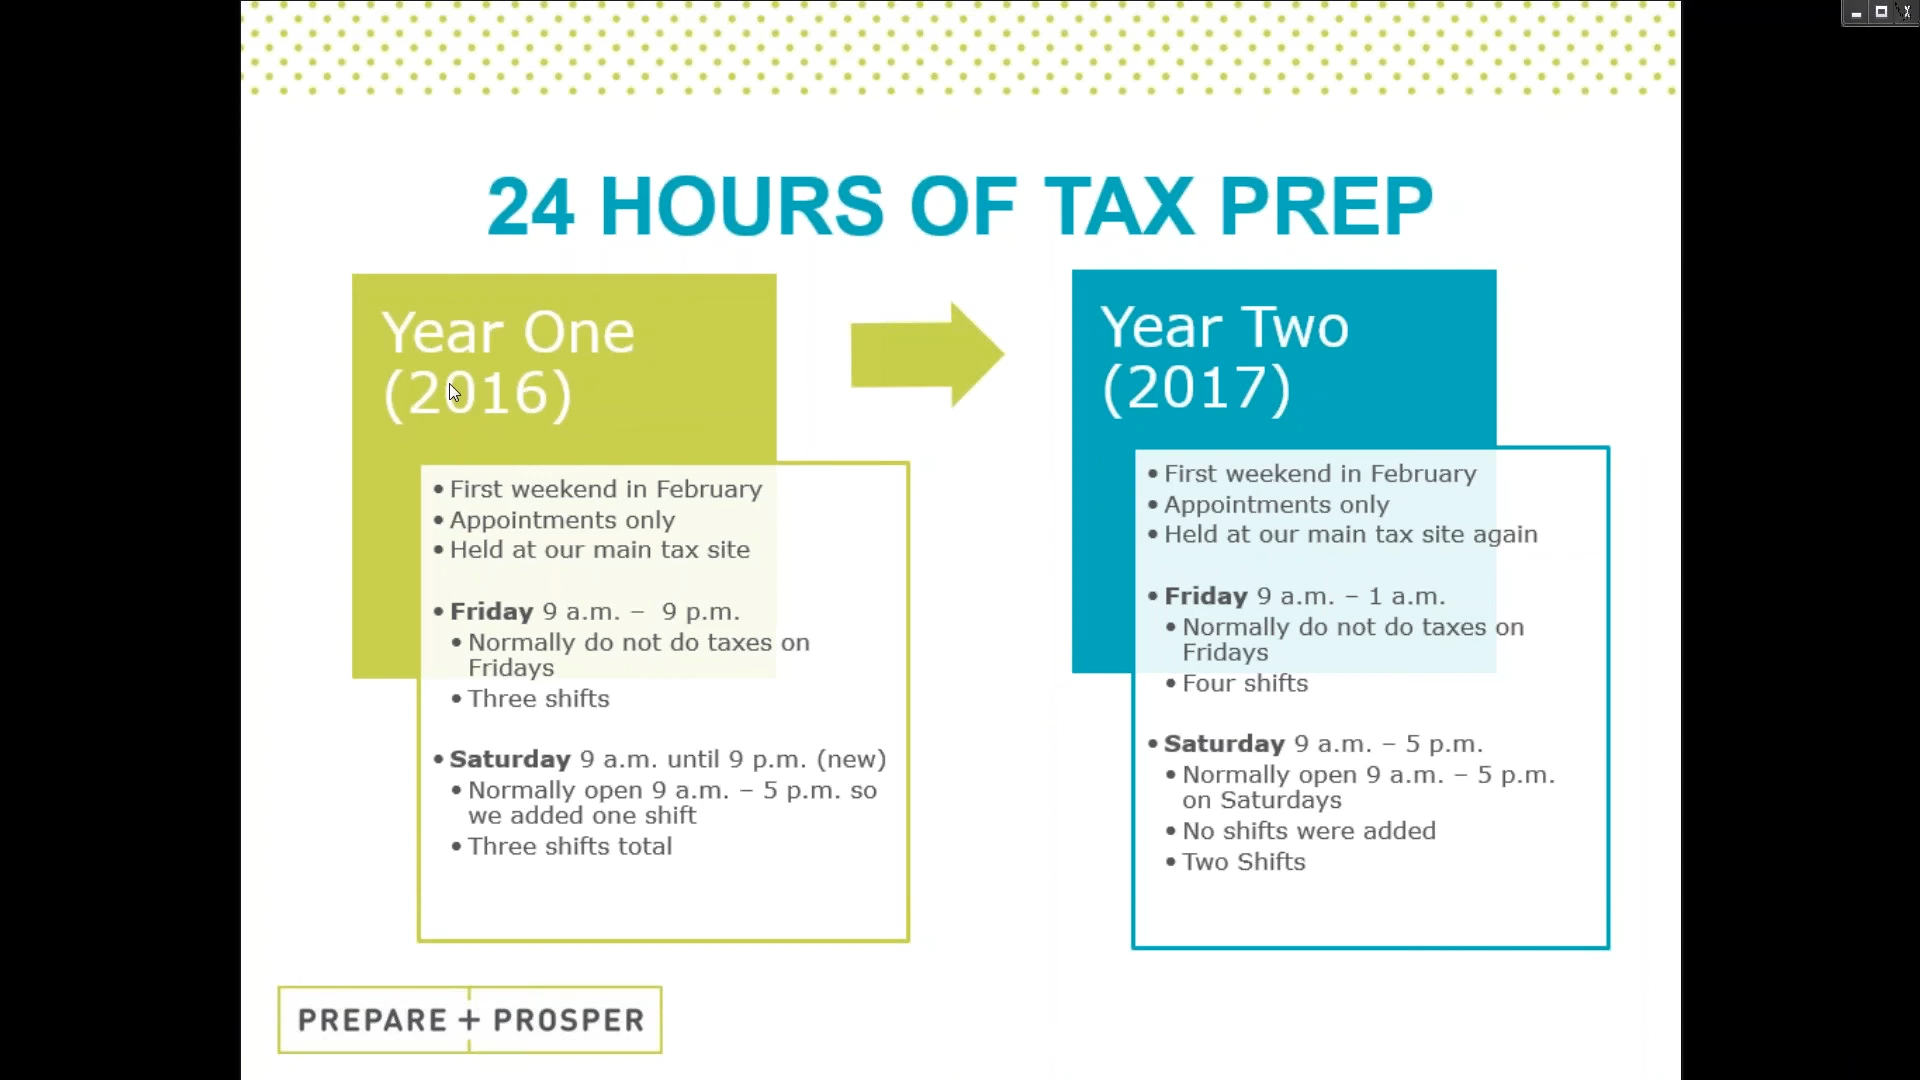 24 HOURS OF TAX PREP
Year One
(2016)
• First weekend in February
• Appointments only
• Held at our main tax site
• Friday 9 a.m. – 9 p.m.
• Normally do not do taxes on
Fridays
• Three shifts
• Saturday 9 a.m. until 9 p.m. (new)
• Normally open 9 a.m. – 5 p.m. so
we added one shift
• Three shifts total
Year Two
(2017)
• First weekend in February
• Appointments only
• Held at our main tax site again
• Friday 9 a.m. – 1 a.m.
• Normally do not do taxes on
Fridays
• Four shifts
• Saturday 9 a.m. – 5 p.m.
• Normally open 9 a.m. – 5 p.m.
on Saturdays
• No shifts were added
• Two Shifts
PREPARE + PROSPER